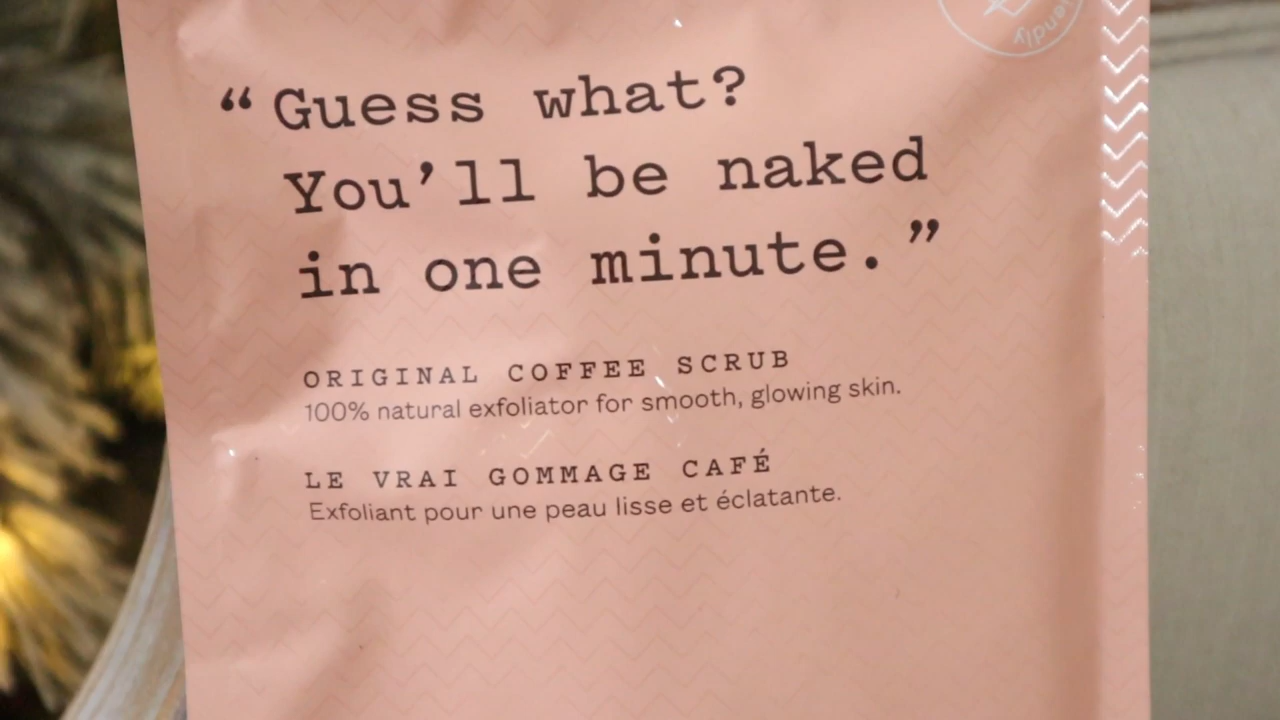 “Guess what?
You’ll be naked
in one minute.”
ORIGINAL COFFEE SCRUB
100% natural exfoliator for smooth, glowing skin.
LE VRAI GOMMAGE CAFÉ
Exfoliant pour une peau lisse et éclatante.